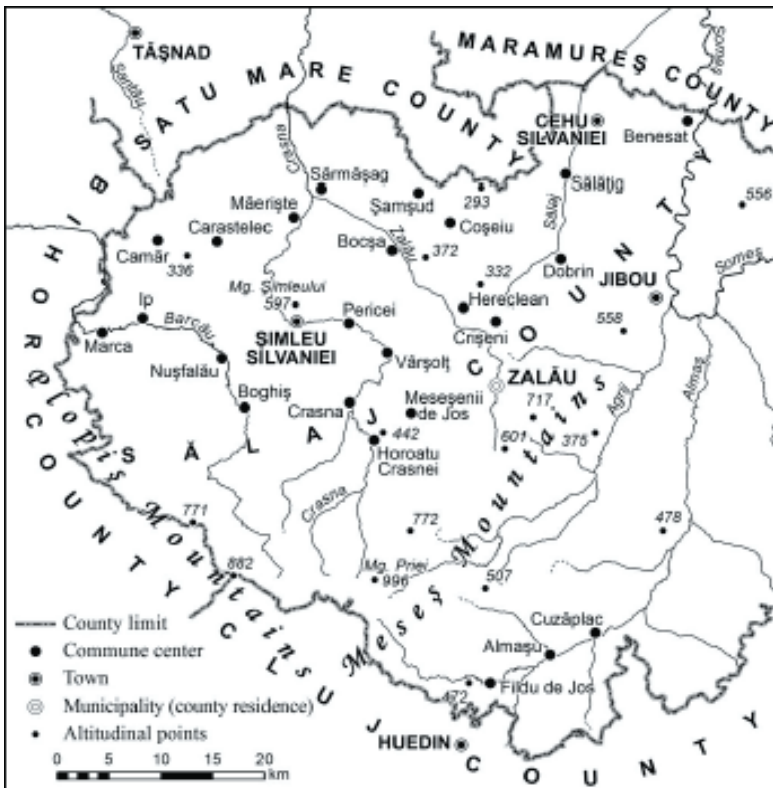 TĂŞNAD
Santău
SATU MARE COUNTY
MARAMUREŞ COUNTY
Someş
CEHU
SILVANIEI
Benesat
Crasna
Sărmăşag
Şamşud
293
Sălăţig
Sălaj
556
Măerişte
Coşeiu
Carastelec
Camăr
336
Bocşa
Zalău
372
Dobrin
Someş
JIBOU
332
Mg. Şimleului
597
Ip
Barcău
Pericei
Hereclean
Marca
ŞIMLEU
SILVANIEI
Crişeni
558
Nuşfalău
Vârşolţ
ZALĂU
Agrij
Almaş
Boghiş
Crasna
Meseşenii
de Jos
717
442
601
375
Horoatu
Crasnei
SĂLAJ COUNTY
BIHOR COUNTY
Plopiş Mountains
Meseş Mountains
771
Crasna
772
478
882
Mg. Priei
996
507
Cuzăplac
Almaşu
472
Fildu de Jos
HUEDIN
CLUJ COUNTY
County limit
Commune center
Town
Municipality (county residence)
Altitudinal points
0 5 10 15 20
km